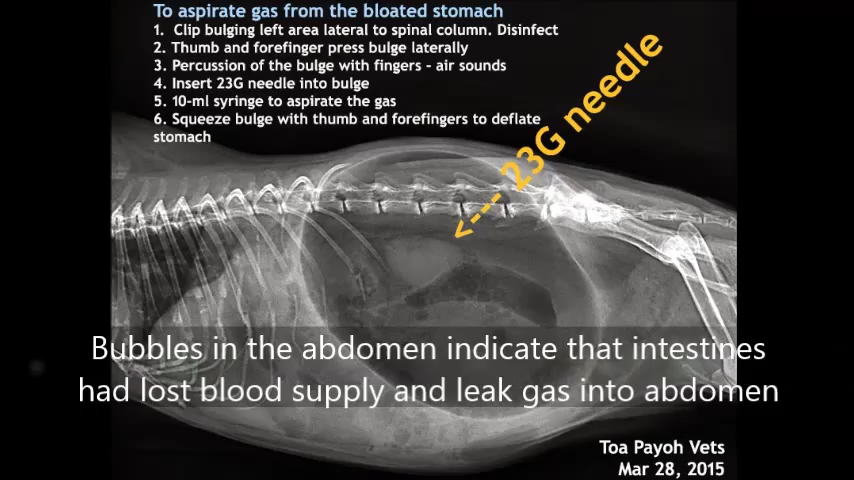 To aspirate gas from the bloated stomach
1. Clip bulging left area lateral to spinal column. Disinfect
2. Thumb and forefinger press bulge laterally
3. Percussion of the bulge with fingers - air sounds
4. Insert 23G needle into bulge
5. 10-ml syringe to aspirate the gas
6. Squeeze bulge with thumb and forefingers to deflate
stomach
23G needle
Bubbles in the abdomen indicate that intestines
had lost blood supply and leak gas into abdomen
Toa Payoh Vets
Mar 28, 2015